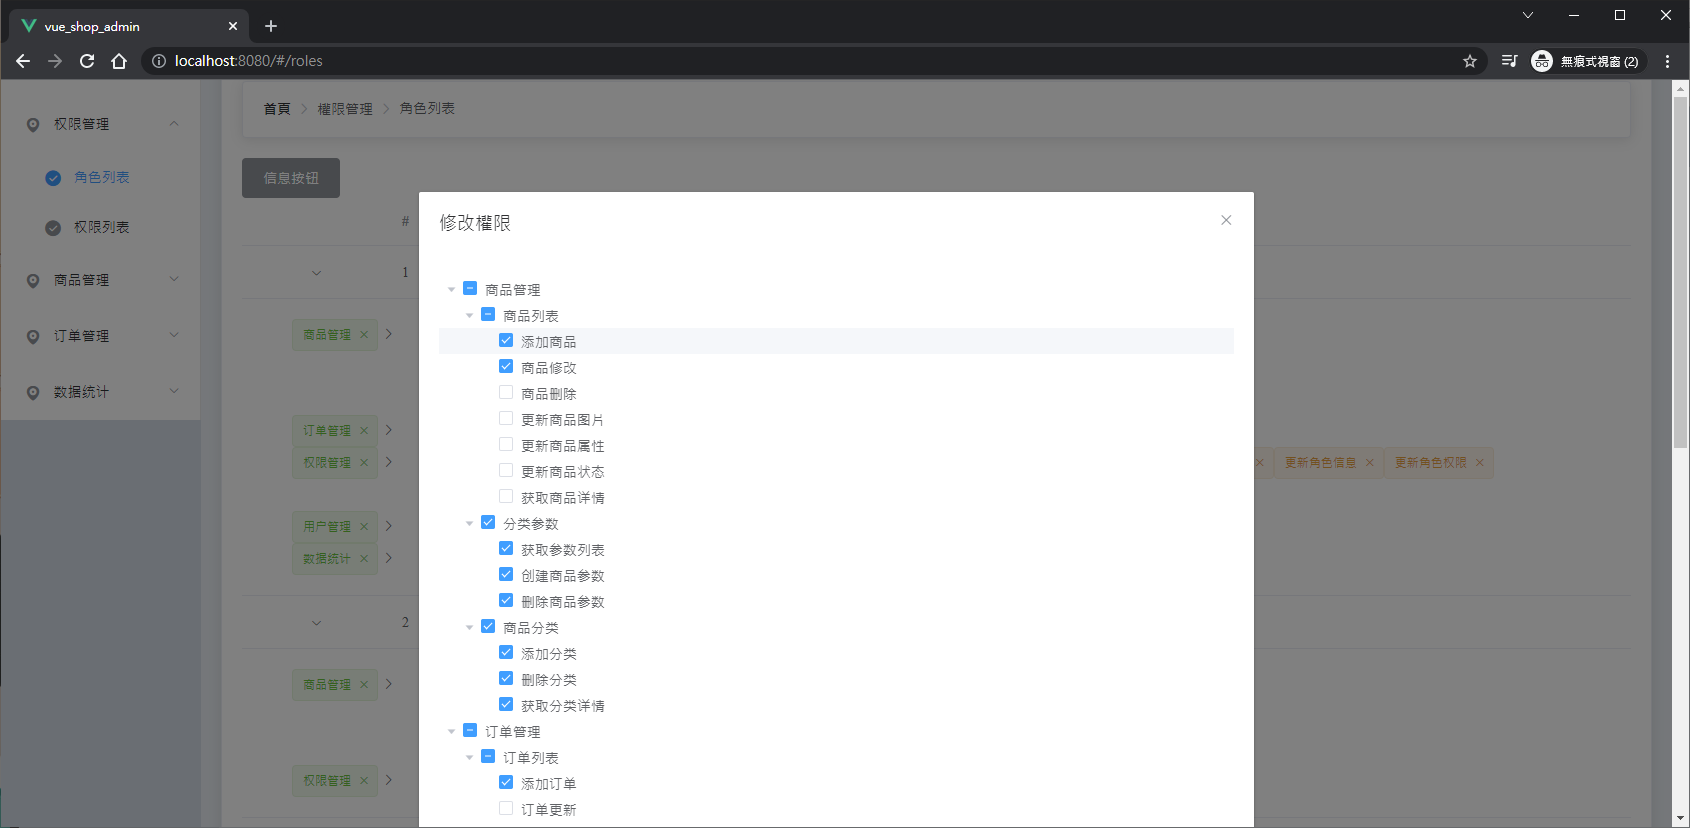 vue_shop_admin
localhost:8080/#/roles
無痕式視窗 (2)
权限管理
角色列表
权限列表
商品管理
订单管理
数据统计
首頁 > 權限管理 > 角色列表
信息按钮
#
1
商品管理
订单管理
权限管理
更新角色信息
更新角色权限
用户管理
数据统计
2
商品管理
权限管理
修改權限
商品管理
商品列表
添加商品
商品修改
商品删除
更新商品图片
更新商品属性
更新商品状态
获取商品详情
分类参数
获取参数列表
创建商品参数
删除商品参数
商品分类
添加分类
删除分类
获取分类详情
订单管理
订单列表
添加订单
订单更新